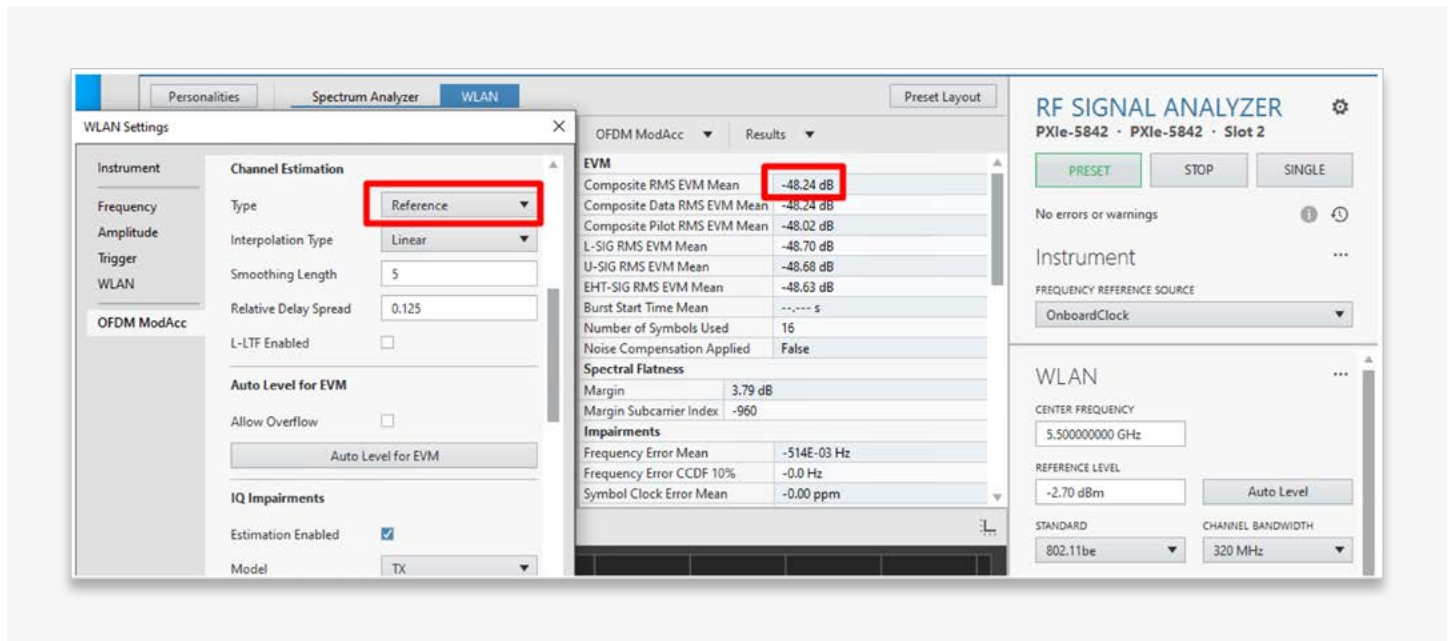 Personalities
Spectrum Analyzer
WLAN
Preset Layout
WLAN Settings
Instrument
Frequency
Amplitude
Trigger
WLAN
OFDM ModAcc
Channel Estimation
Type Reference
Interpolation Type Linear
Smoothing Length 5
Relative Delay Spread 0.125
L-LTF Enabled
Auto Level for EVM
Allow Overflow
Auto Level for EVM
IQ Impairments
Estimation Enabled
Model TX
OFDM ModAcc Results
EVM
Composite RMS EVM Mean -48.24 dB
Composite Data RMS EVM Mean -48.24 dB
Composite Pilot RMS EVM Mean -48.02 dB
L-SIG RMS EVM Mean -48.70 dB
U-SIG RMS EVM Mean -48.68 dB
EHT-SIG RMS EVM Mean -48.63 dB
Burst Start Time Mean --.--- s
Number of Symbols Used 16
Noise Compensation Applied False
Spectral Flatness
Margin 3.79 dB
Margin Subcarrier Index -960
Impairments
Frequency Error Mean -514E-03 Hz
Frequency Error CCDF 10% -0.0 Hz
Symbol Clock Error Mean -0.00 ppm
RF SIGNAL ANALYZER
PXIe-5842 · PXIe-5842 · Slot 2
PRESET STOP SINGLE
No errors or warnings
Instrument
FREQUENCY REFERENCE SOURCE
OnboardClock
WLAN
CENTER FREQUENCY
5.500000000 GHz
REFERENCE LEVEL
-2.70 dBm Auto Level
STANDARD CHANNEL BANDWIDTH
802.11be 320 MHz